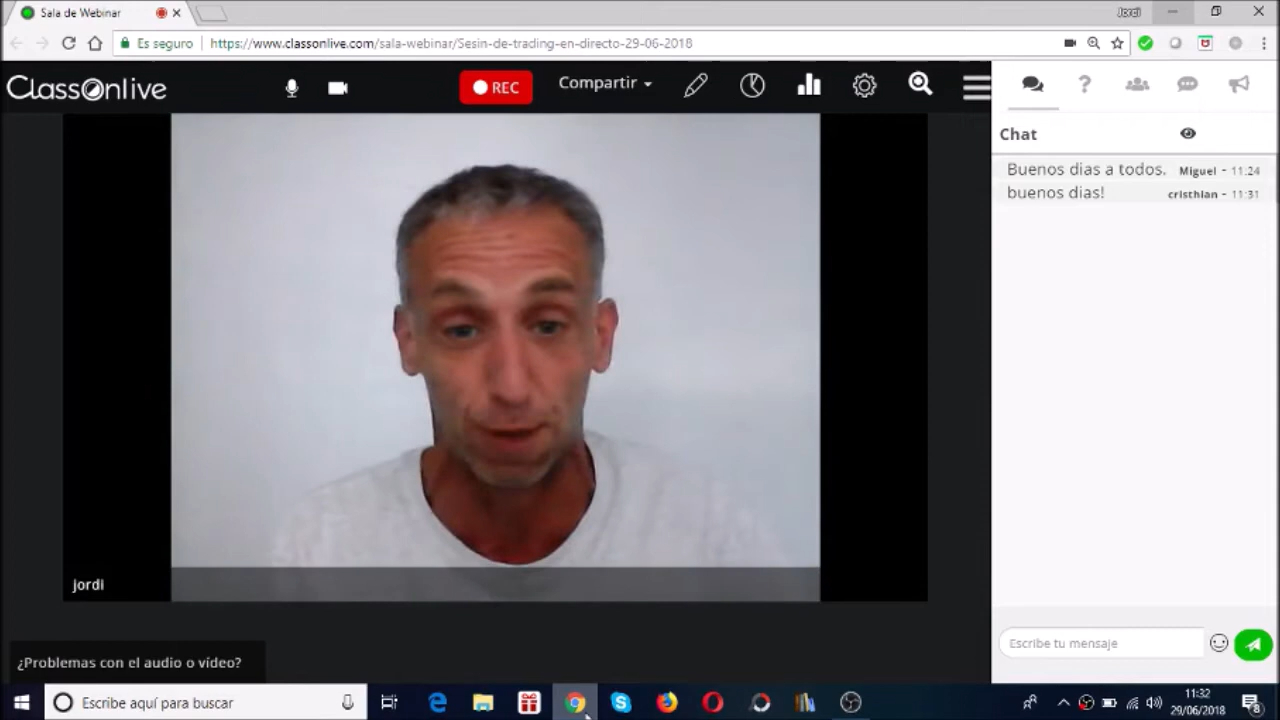 Sala de Webinar
Jordi
Es seguro
https://www.classonlive.com/sala-webinar/Sesin-de-trading-en-directo-29-06-2018
ClassOnlive
REC
Compartir
Chat
Buenos dias a todos. Miguel - 11:24
buenos dias! cristhian - 11:31
jordi
¿Problemas con el audio o vídeo?
Escribe tu mensaje
Escribe aquí para buscar
11:32
29/06/2018
8